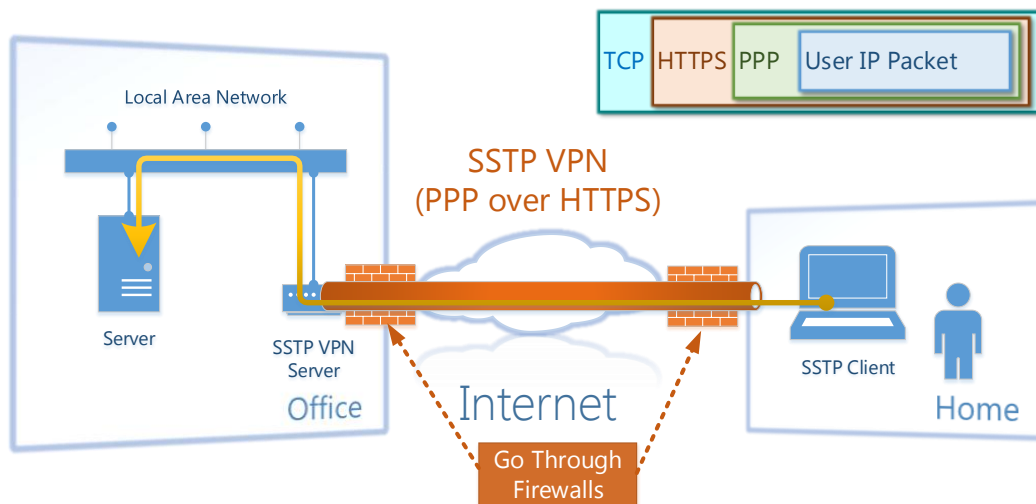 TCP HTTPS PPP User IP Packet
Local Area Network
SSTP VPN
(PPP over HTTPS)
Server
SSTP VPN
Server
Office
Internet
SSTP Client
Home
Go Through
Firewalls